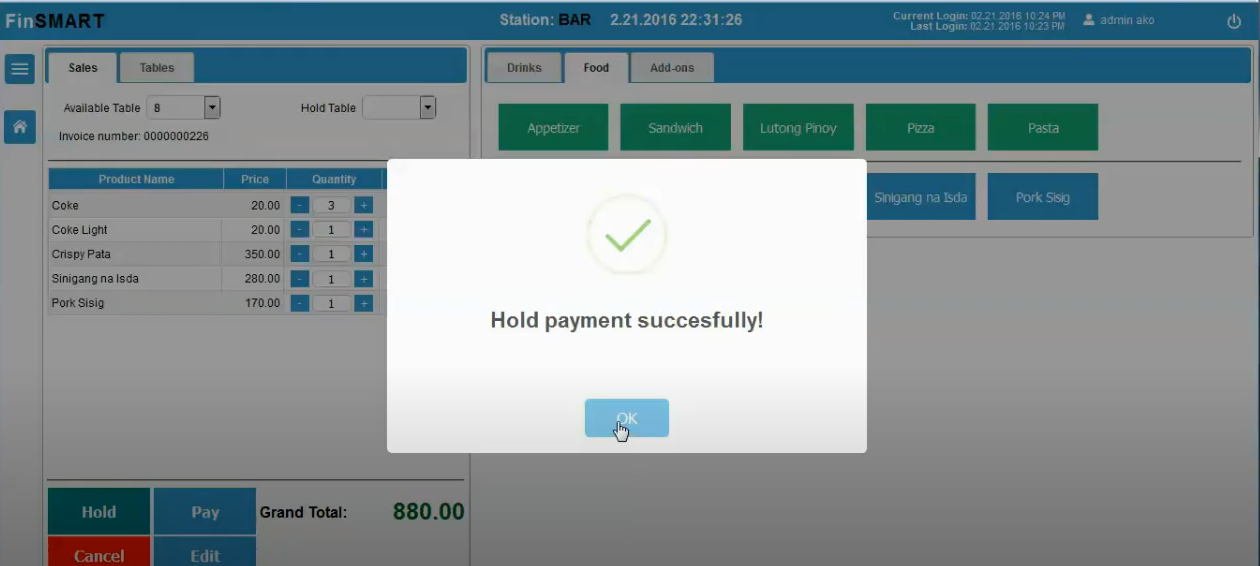 FinSMART
Station: BAR 2.21.2016 22:31:26
Current Login: 02.21.2016 10:24 PM
Last Login: 02.21.2016 10:23 PM
admin ako
Sales Tables
Available Table 8 Hold Table
Invoice number: 0000000226
Product Name Price Quantity
Coke 20.00 - 3 +
Coke Light 20.00 - 1 +
Crispy Pata 350.00 - 1 +
Sinigang na Isda 280.00 - 1 +
Pork Sisig 170.00 - 1 +
Hold Pay Grand Total: 880.00
Cancel Edit
Drinks Food Add-ons
Appetizer Sandwich Lutong Pinoy Pizza Pasta
Sinigang na Isda Pork Sisig
Hold payment succesfully!
OK